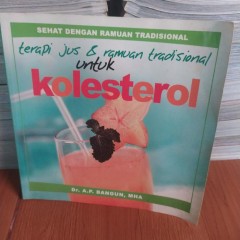 SEHAT DENGAN RAMUAN TRADISIONAL
terapi jus & ramuan tradisional
untuk
kolesterol
Dr. A.P. BANGUN, MHA